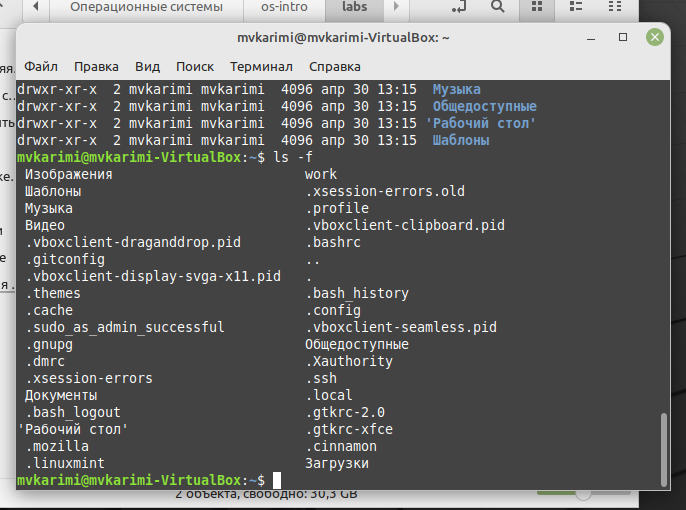 Операционные системы os-intro labs
mvkarimi@mvkarimi-VirtualBox: ~
Файл Правка Вид Поиск Терминал Справка
drwxr-xr-x 2 mvkarimi mvkarimi 4096 апр 30 13:15 Музыка
drwxr-xr-x 2 mvkarimi mvkarimi 4096 апр 30 13:15 Общедоступные
drwxr-xr-x 2 mvkarimi mvkarimi 4096 апр 30 13:15 'Рабочий стол'
drwxr-xr-x 2 mvkarimi mvkarimi 4096 апр 30 13:15 Шаблоны
mvkarimi@mvkarimi-VirtualBox:~$ ls -f
Изображения work
Шаблоны .xsession-errors.old
Музыка .profile
Видео .vboxclient-clipboard.pid
.vboxclient-draganddrop.pid .bashrc
.gitconfig ..
.vboxclient-display-svga-x11.pid .
.themes .bash_history
.cache .config
.sudo_as_admin_successful .vboxclient-seamless.pid
.gnupg Общедоступные
.dmrc .Xauthority
.xsession-errors .ssh
Документы .local
.bash_logout .gtkrc-2.0
'Рабочий стол' .gtkrc-xfce
.mozilla .cinnamon
.linuxmint Загрузки
mvkarimi@mvkarimi-VirtualBox:~$
2 объекта, свободно: 30,3 GB